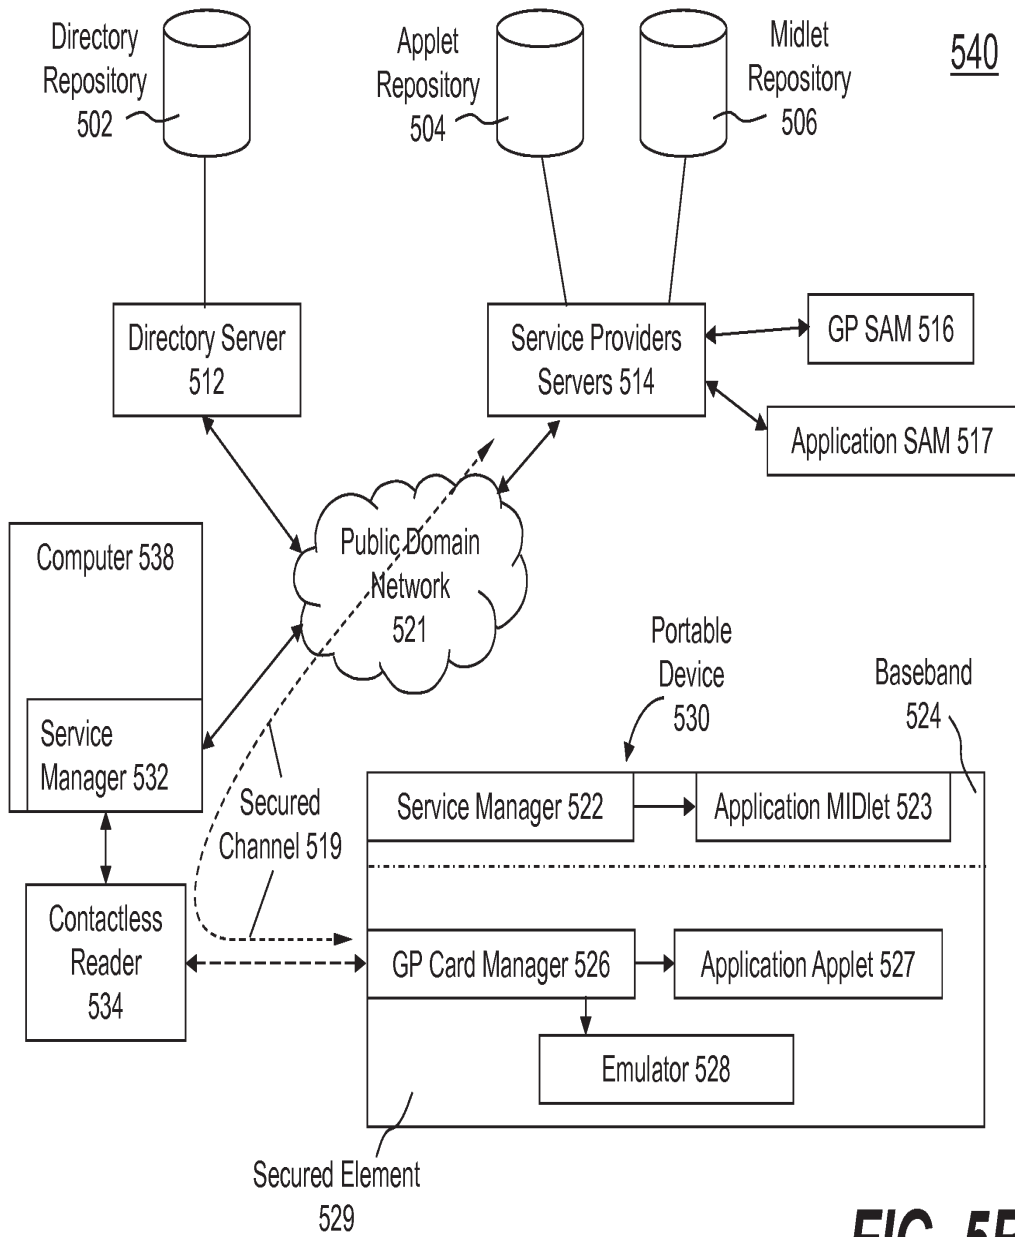 Directory
Repository
502
Applet
Repository
504
Midlet
Repository
506
540
Directory Server
512
Service Providers
Servers 514
GP SAM 516
Application SAM 517
Computer 538
Public Domain
Network
521
Service
Manager 532
Secured
Channel 519
Portable
Device
530
Baseband
524
Service Manager 522
Application MIDlet 523
Contactless
Reader
534
GP Card Manager 526
Application Applet 527
Emulator 528
Secured Element
529
FIG.